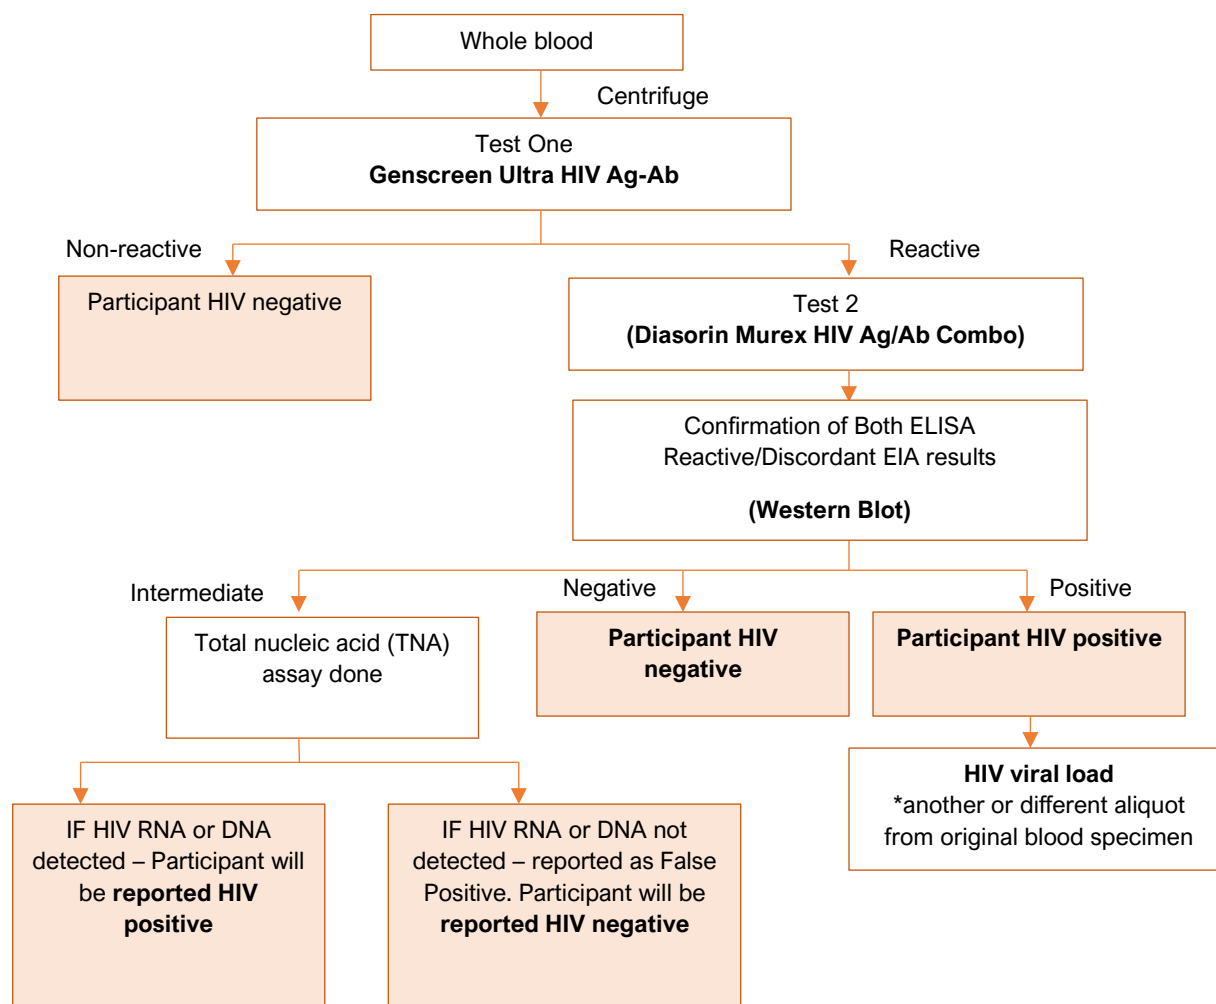 Whole blood
Centrifuge
Test One
Genscreen Ultra HIV Ag-Ab
Non-reactive
Reactive
Participant HIV negative
Test 2
(Diasorin Murex HIV Ag/Ab Combo)
Confirmation of Both ELISA
Reactive/Discordant EIA results
(Western Blot)
Intermediate
Negative
Positive
Total nucleic acid (TNA)
assay done
Participant HIV
negative
Participant HIV positive
HIV viral load
*another or different aliquot
from original blood specimen
IF HIV RNA or DNA
detected – Participant will
be reported HIV
positive
IF HIV RNA or DNA not
detected – reported as False
Positive. Participant will be
reported HIV negative